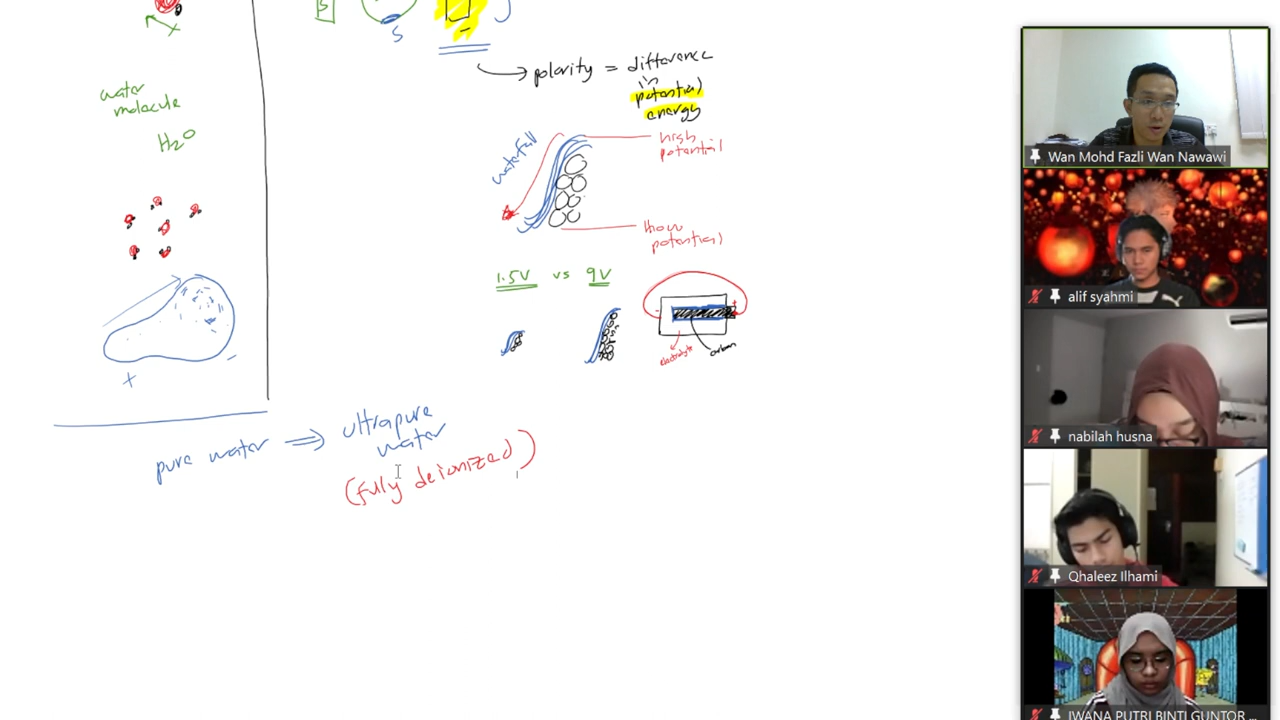 S
S
-
polarity = difference
in
potential
energy
water
molecule
H2O
waterfall
high
potential
low
potential
1.5V vs 9V
-
+
electrolyte
carbon
-
+
pure water ⇒ ultrapure
water
(fully deionized)
Wan Mohd Fazli Wan Nawawi
alif syahmi
nabilah husna
Qhaleez Ilhami
IWANA PUTRI BINTI GUNTOR ...